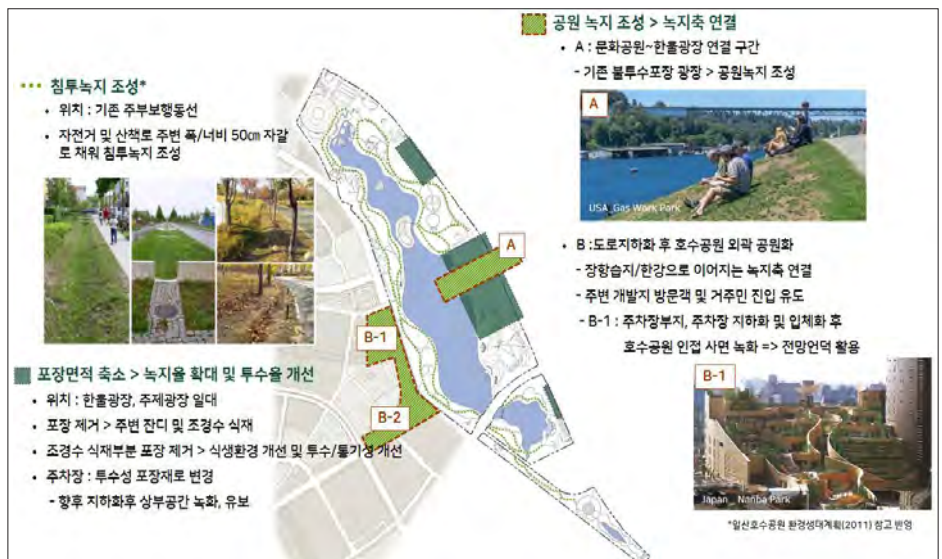 ••• 침투녹지 조성*
• 위치 : 기존 주부보행동선
• 자전거 및 산책로 주변 폭/너비 50㎝ 자갈
로 채워 침투녹지 조성
포장면적 축소 > 녹지율 확대 및 투수율 개선
• 위치 : 한울광장, 주제광장 일대
• 포장 제거 > 주변 잔디 및 조경수 식재
• 조경수 식재부분 포장 제거 > 식생환경 개선 및 투수/통기성 개선
• 주차장 : 투수성 포장재로 변경
- 향후 지하화후 상부공간 녹화, 유보
A
B-1
B-2
공원 녹지 조성 > 녹지축 연결
• A : 문화공원~한울광장 연결 구간
- 기존 불투수포장 광장 > 공원녹지 조성
A
USA_Gas Work Park
• B :도로지하화 후 호수공원 외곽 공원화
- 장항습지/한강으로 이어지는 녹지축 연결
- 주변 개발지 방문객 및 거주민 진입 유도
- B-1 : 주차장부지, 주차장 지하화 및 입체화 후
호수공원 인접 사면 녹화 => 전망언덕 활용
B-1
Japan _ Nanba Park
*일산호수공원 환경생태계획(2011) 참고 반영